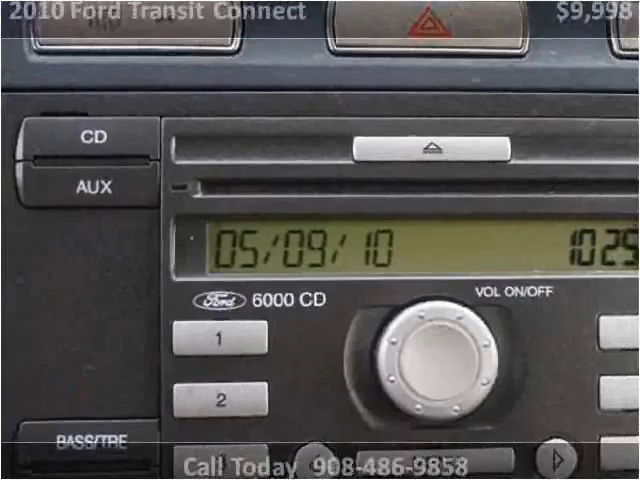 2010 Ford Transit Connect $9,998
CD
AUX
05/09/10 1025
Ford 6000 CD
VOL ON/OFF
1
2
BASS/TRE
Call Today 908-486-9858